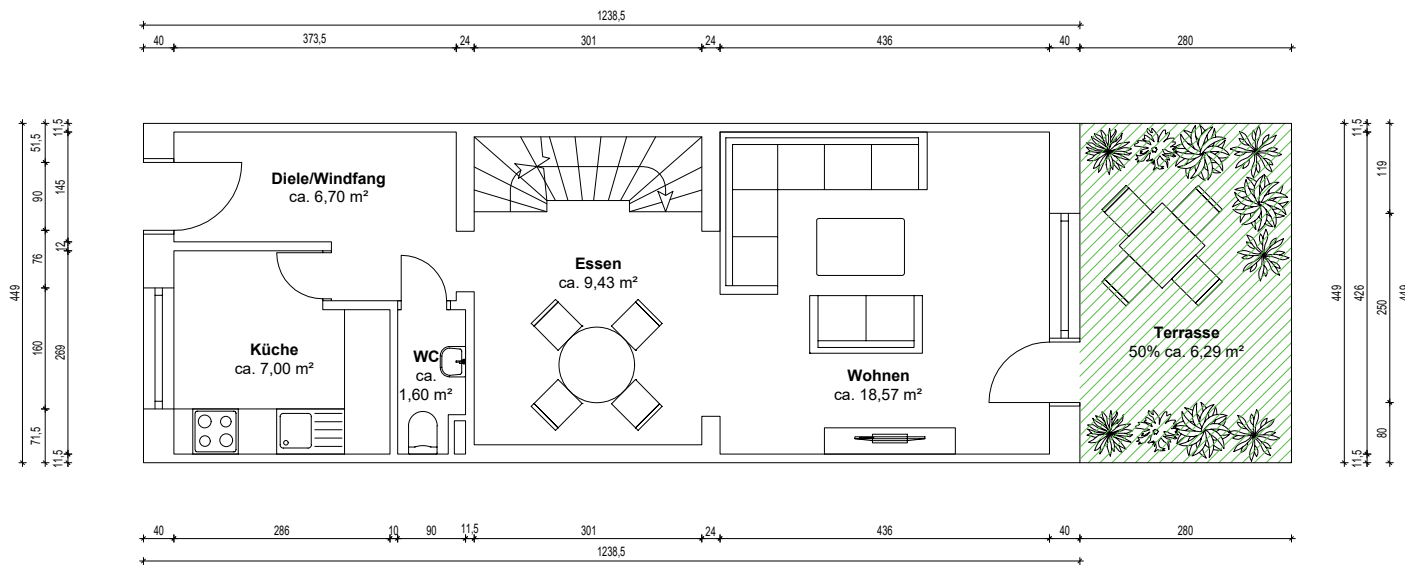 1238,5
40 373,5 24 301 24 436 40 280
449
51,5 90 76 160 71,5
11,5 145 12 269 11,5
Diele/Windfang
ca. 6,70 m²
Essen
ca. 9,43 m²
Küche
ca. 7,00 m²
WC
ca.
1,60 m²
Wohnen
ca. 18,57 m²
Terrasse
50% ca. 6,29 m²
449
11,5 426 11,5
119 250 80
449
40 286 10 90 11,5 301 24 436 40 280
1238,5